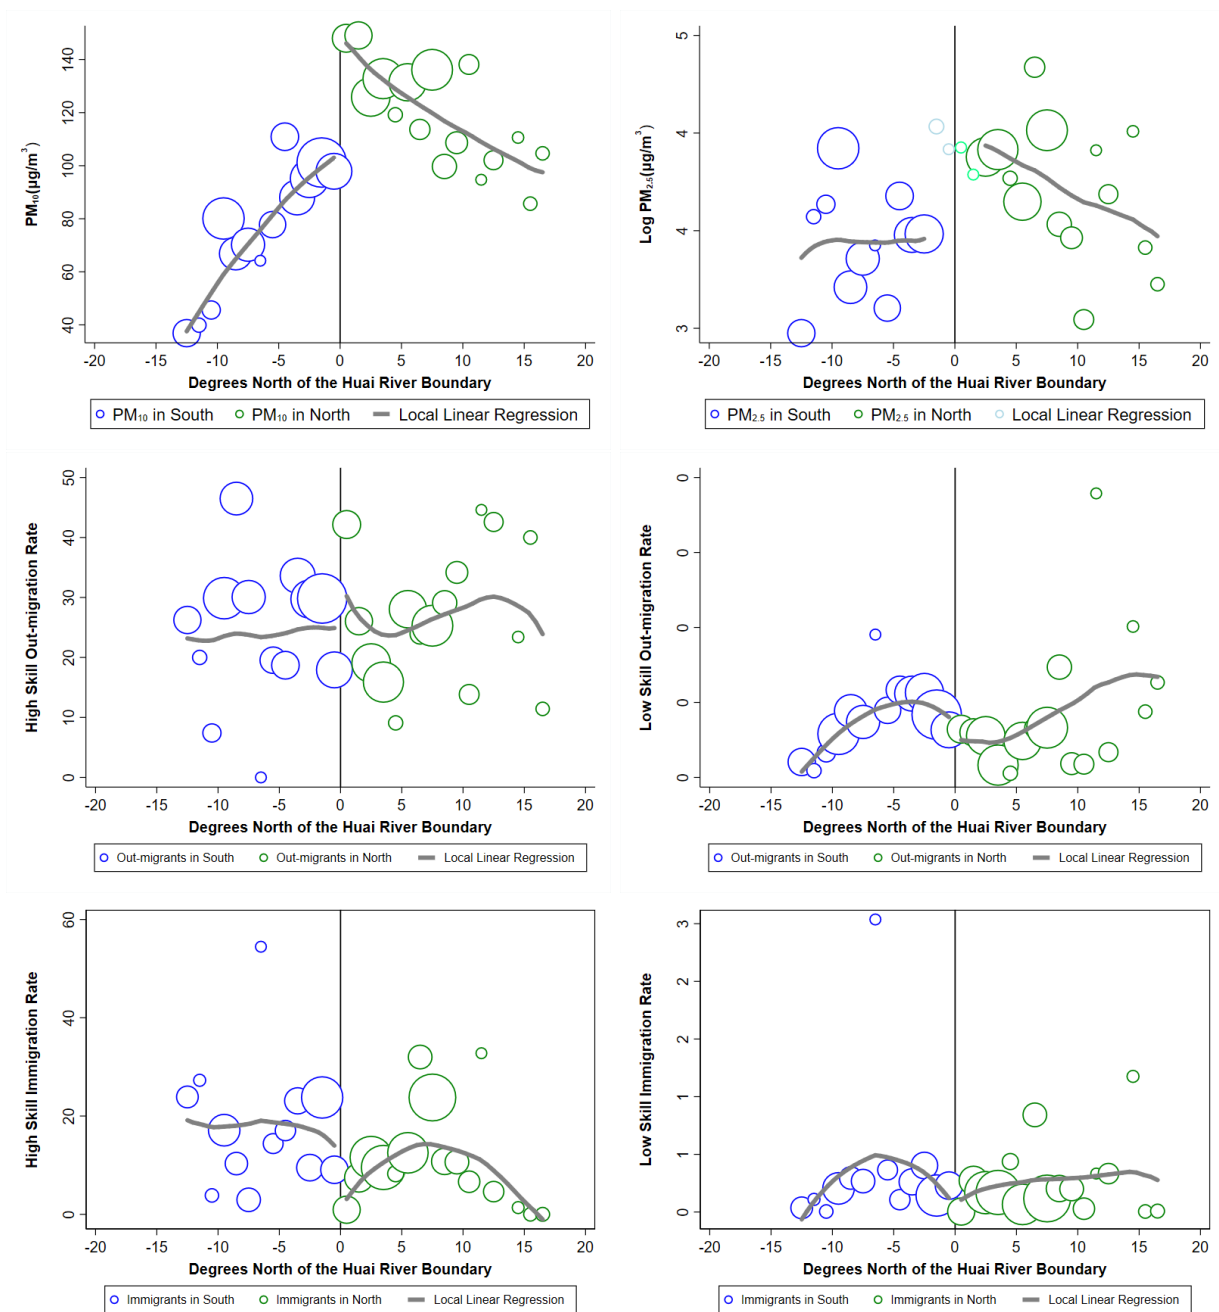 PM₁₀(µg/m³)
140
120
100
80
60
40
-20 -15 -10 -5 0 5 10 15 20
Degrees North of the Huai River Boundary
PM₁₀ in South PM₁₀ in North Local Linear Regression
Log PM₂.₅(µg/m³)
5
4
4
3
-20 -15 -10 -5 0 5 10 15 20
Degrees North of the Huai River Boundary
PM₂.₅ in South PM₂.₅ in North Local Linear Regression
High Skill Out-migration Rate
50
40
30
20
10
0
-20 -15 -10 -5 0 5 10 15 20
Degrees North of the Huai River Boundary
Out-migrants in South Out-migrants in North Local Linear Regression
Low Skill Out-migration Rate
0
0
0
0
0
-20 -15 -10 -5 0 5 10 15 20
Degrees North of the Huai River Boundary
Out-migrants in South Out-migrants in North Local Linear Regression
High Skill Immigration Rate
60
40
20
0
-20 -15 -10 -5 0 5 10 15 20
Degrees North of the Huai River Boundary
Immigrants in South Immigrants in North Local Linear Regression
Low Skill Immigration Rate
3
2
2
1
1
0
-20 -15 -10 -5 0 5 10 15 20
Degrees North of the Huai River Boundary
Immigrants in South Immigrants in North Local Linear Regression